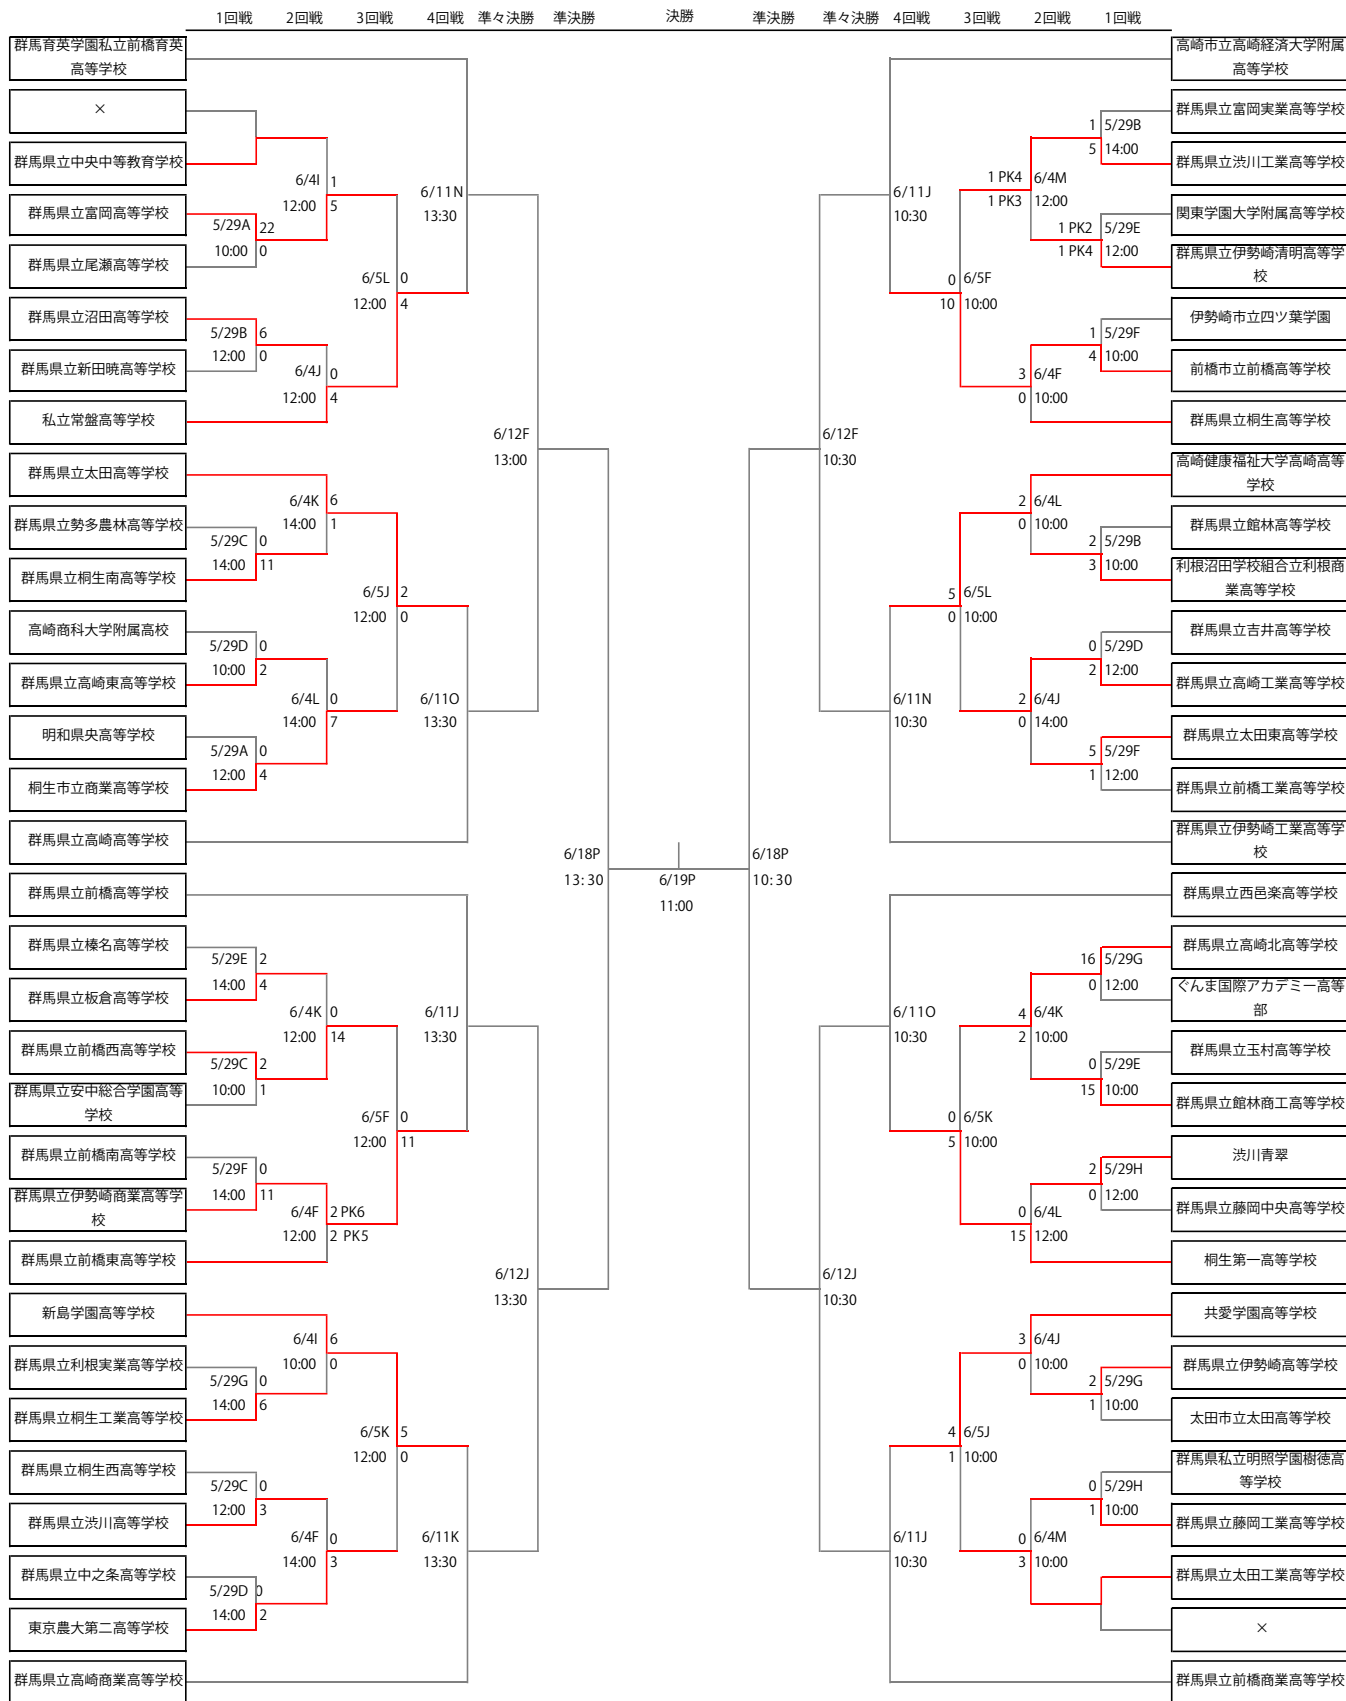 1回戦 2回戦 3回戦 4回戦 準々決勝 準決勝 決勝 準決勝 準々決勝 4回戦 3回戦 2回戦 1回戦
群馬育英学園私立前橋育英
高等学校
×
群馬県立中央中等教育学校
6/4I 1
12:00 5
群馬県立富岡高等学校
5/29A 22
10:00 0
群馬県立尾瀬高等学校
6/5L 0
12:00 4
群馬県立沼田高等学校
5/29B 6
12:00 0
群馬県立新田暁高等学校
6/4J 0
12:00 4
私立常盤高等学校
6/11N
13:30
6/12F
13:00
群馬県立太田高等学校
6/4K 6
14:00 1
群馬県立勢多農林高等学校
5/29C 0
14:00 11
群馬県立桐生南高等学校
6/5J 2
12:00 0
高崎商科大学附属高校
5/29D 0
10:00 2
群馬県立高崎東高等学校
6/4L 0
14:00 7
明和県央高等学校
5/29A 0
12:00 4
桐生市立商業高等学校
6/11O
13:30
群馬県立高崎高等学校
6/18P
13:30
群馬県立前橋高等学校
群馬県立榛名高等学校
5/29E 2
14:00 4
群馬県立板倉高等学校
6/4K 0
12:00 14
群馬県立前橋西高等学校
5/29C 2
10:00 1
群馬県立安中総合学園高等
学校
6/11J
13:30
6/5F 0
12:00 11
群馬県立前橋南高等学校
5/29F 0
14:00 11
群馬県立伊勢崎商業高等学
校
6/4F 2 PK6
12:00 2 PK5
群馬県立前橋東高等学校
6/12J
13:30
新島学園高等学校
6/4I 6
10:00 0
群馬県立利根実業高等学校
5/29G 0
14:00 6
群馬県立桐生工業高等学校
6/5K 5
12:00 0
群馬県立桐生西高等学校
5/29C 0
12:00 3
群馬県立渋川高等学校
6/4F 0
14:00 3
群馬県立中之条高等学校
5/29D 0
14:00 2
東京農大第二高等学校
6/11K
13:30
群馬県立高崎商業高等学校
6/19P
11:00
高崎市立高崎経済大学附属
高等学校
群馬県立富岡実業高等学校
1 5/29B
5 14:00
群馬県立渋川工業高等学校
1 PK4 6/4M
1 PK3 12:00
関東学園大学附属高等学校
1 PK2 5/29E
1 PK4 12:00
群馬県立伊勢崎清明高等学
校
6/11J
10:30
0 6/5F
10 10:00
伊勢崎市立四ツ葉学園
1 5/29F
4 10:00
前橋市立前橋高等学校
3 6/4F
0 10:00
群馬県立桐生高等学校
6/12F
10:30
高崎健康福祉大学高崎高等
学校
2 6/4L
0 10:00
群馬県立館林高等学校
2 5/29B
3 10:00
利根沼田学校組合立利根商
業高等学校
5 6/5L
0 10:00
群馬県立吉井高等学校
0 5/29D
2 12:00
群馬県立高崎工業高等学校
6/11N
10:30
2 6/4J
0 14:00
群馬県立太田東高等学校
5 5/29F
1 12:00
群馬県立前橋工業高等学校
群馬県立伊勢崎工業高等学
校
6/18P
10:30
群馬県立西邑楽高等学校
群馬県立高崎北高等学校
16 5/29G
0 12:00
ぐんま国際アカデミー高等
部
4 6/4K
2 10:00
群馬県立玉村高等学校
0 5/29E
15 10:00
群馬県立館林商工高等学校
6/11O
10:30
0 6/5K
5 10:00
渋川青翠
2 5/29H
0 12:00
群馬県立藤岡中央高等学校
0 6/4L
15 12:00
桐生第一高等学校
6/12J
10:30
共愛学園高等学校
3 6/4J
0 10:00
群馬県立伊勢崎高等学校
2 5/29G
1 10:00
太田市立太田高等学校
4 6/5J
1 10:00
群馬県私立明照学園樹徳高
等学校
0 5/29H
1 10:00
群馬県立藤岡工業高等学校
6/11J
10:30
0 6/4M
3 10:00
群馬県立太田工業高等学校
×
群馬県立前橋商業高等学校